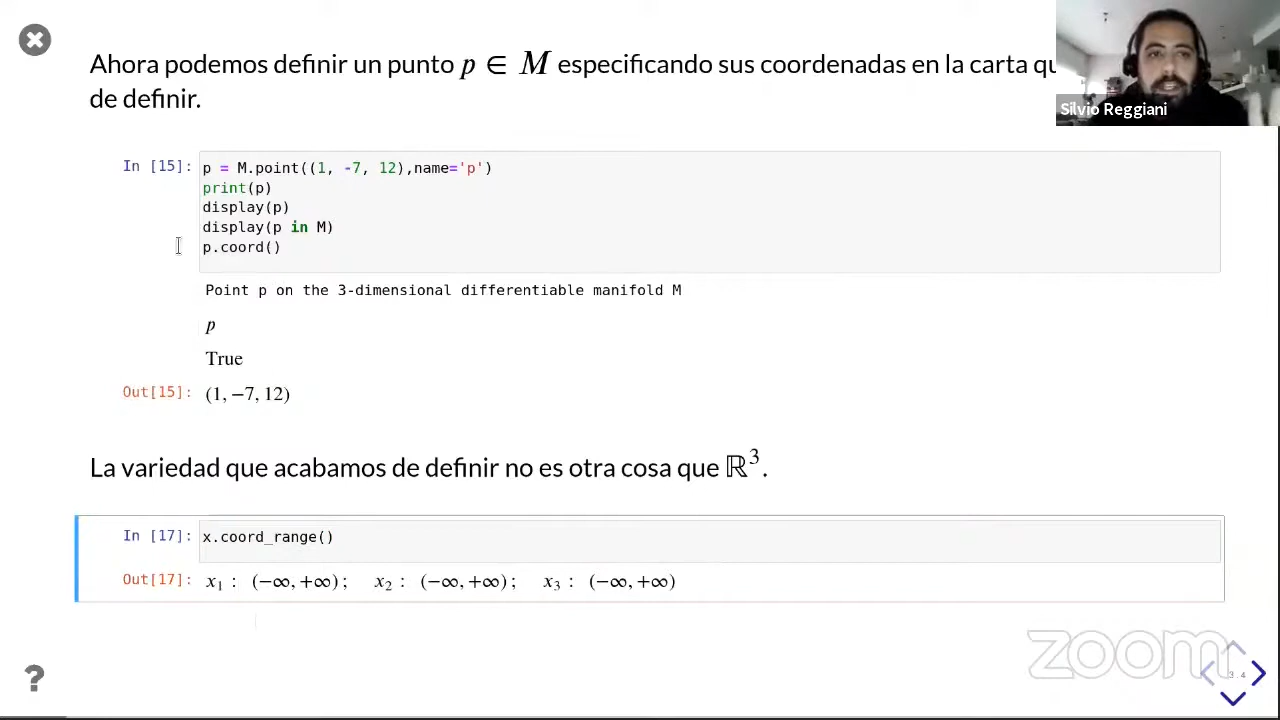 Ahora podemos definir un punto p ∈ M especificando sus coordenadas en la carta qu
de definir.
Silvio Reggiani
In [15]: p = M.point((1, -7, 12),name='p')
print(p)
display(p)
display(p in M)
p.coord()
Point p on the 3-dimensional differentiable manifold M
p
True
Out[15]: (1, −7, 12)
La variedad que acabamos de definir no es otra cosa que ℝ³.
In [17]: x.coord_range()
Out[17]: x₁ : (−∞, +∞) ; x₂ : (−∞, +∞) ; x₃ : (−∞, +∞)
zoom
3.4
?